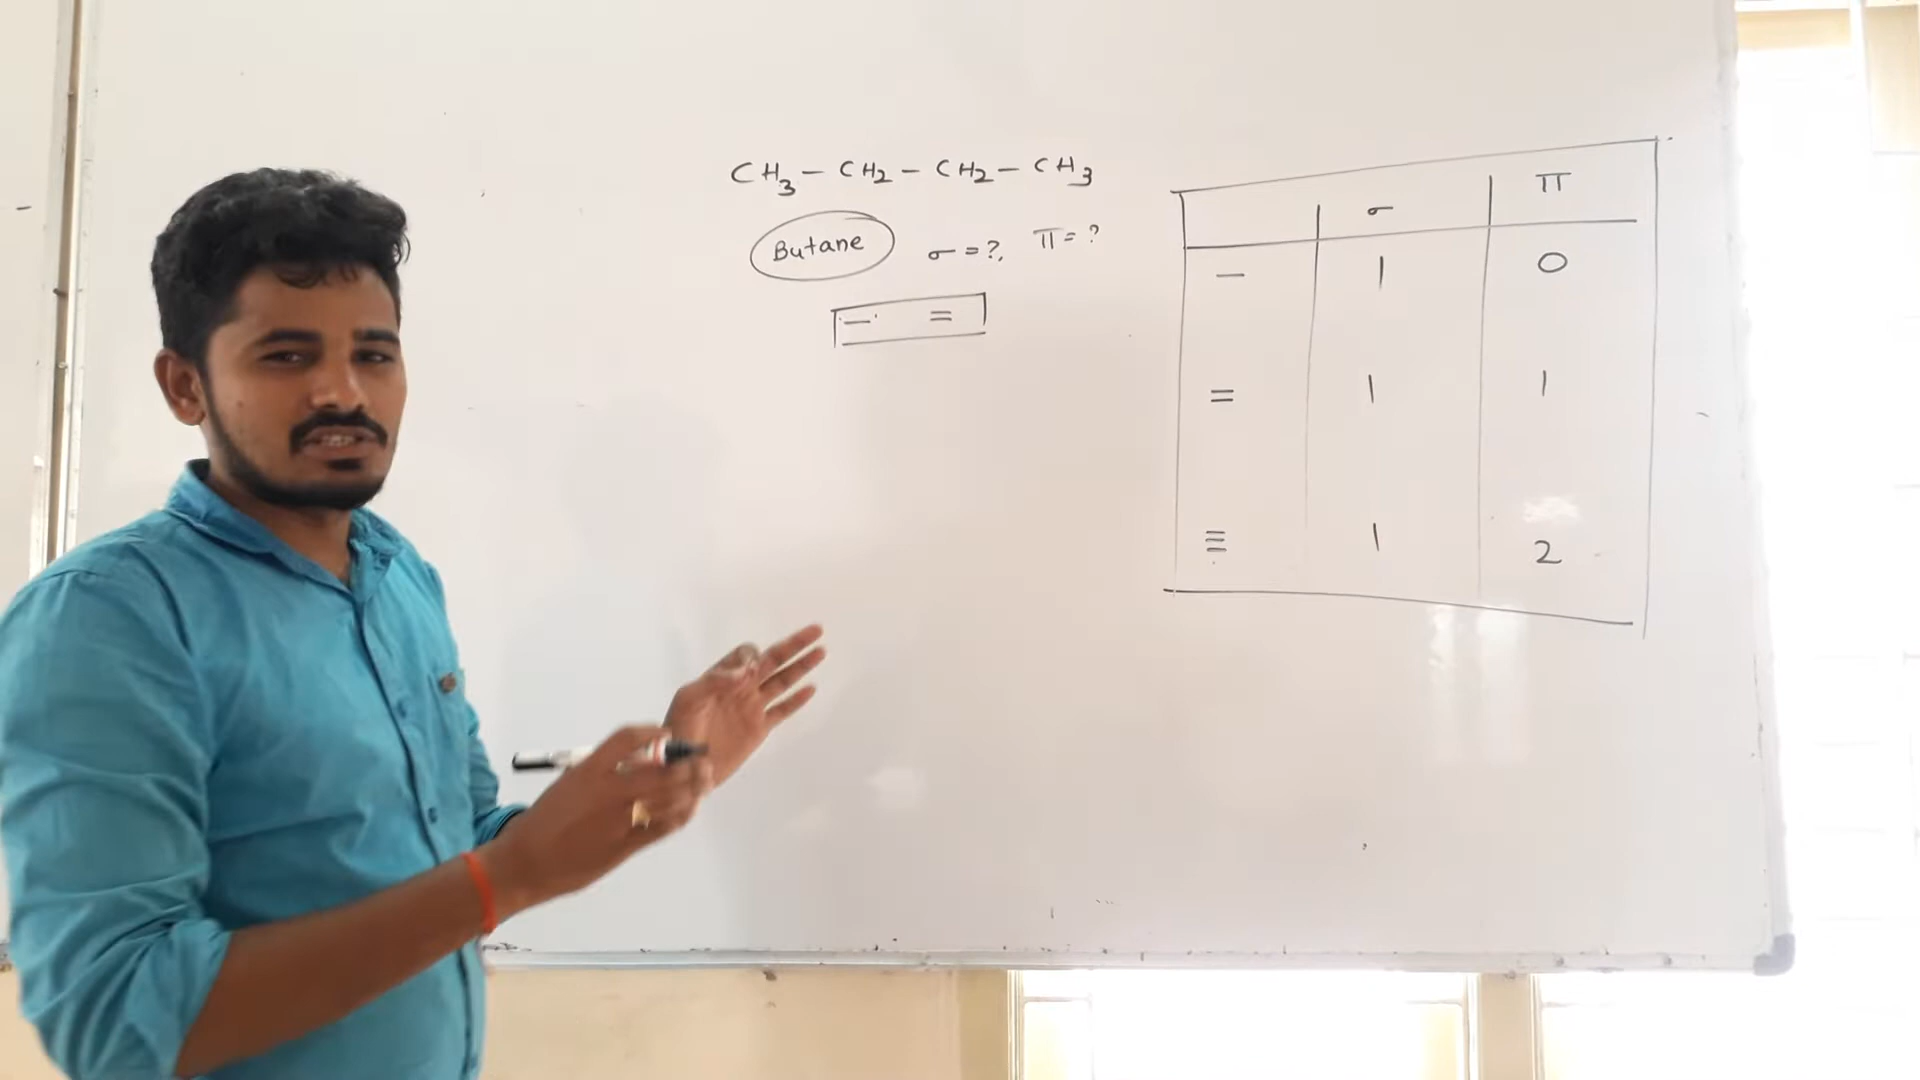 CH₃ – CH₂ – CH₂ – CH₃
Butane σ = ?, π = ?
– =
σ π
– 1 0
= 1 1
≡ 1 2